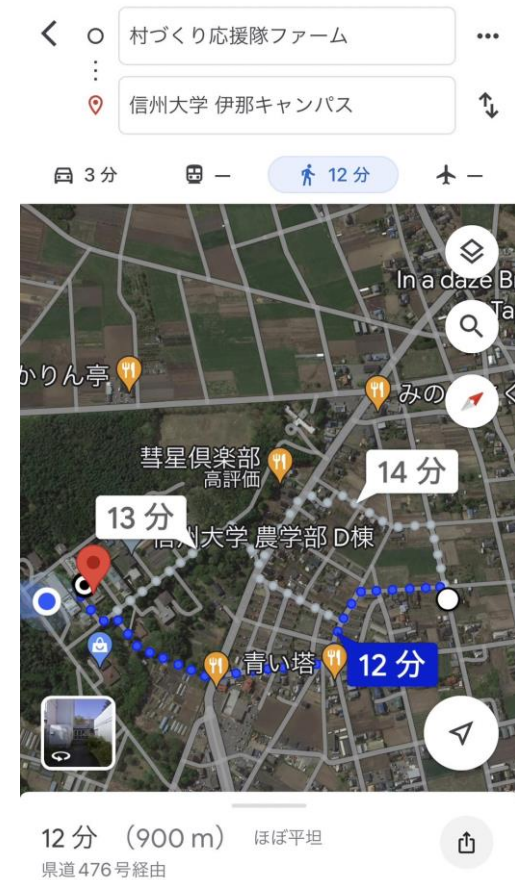 村づくり応援隊ファーム
信州大学 伊那キャンパス
3 分
—
12 分
—
In a daze B
Ta
かりん亭
みの
く
彗星倶楽部
高評価
14 分
13 分
信州大学 農学部 D棟
青い塔
12 分
12 分 （900 m） ほぼ平坦
県道476号経由